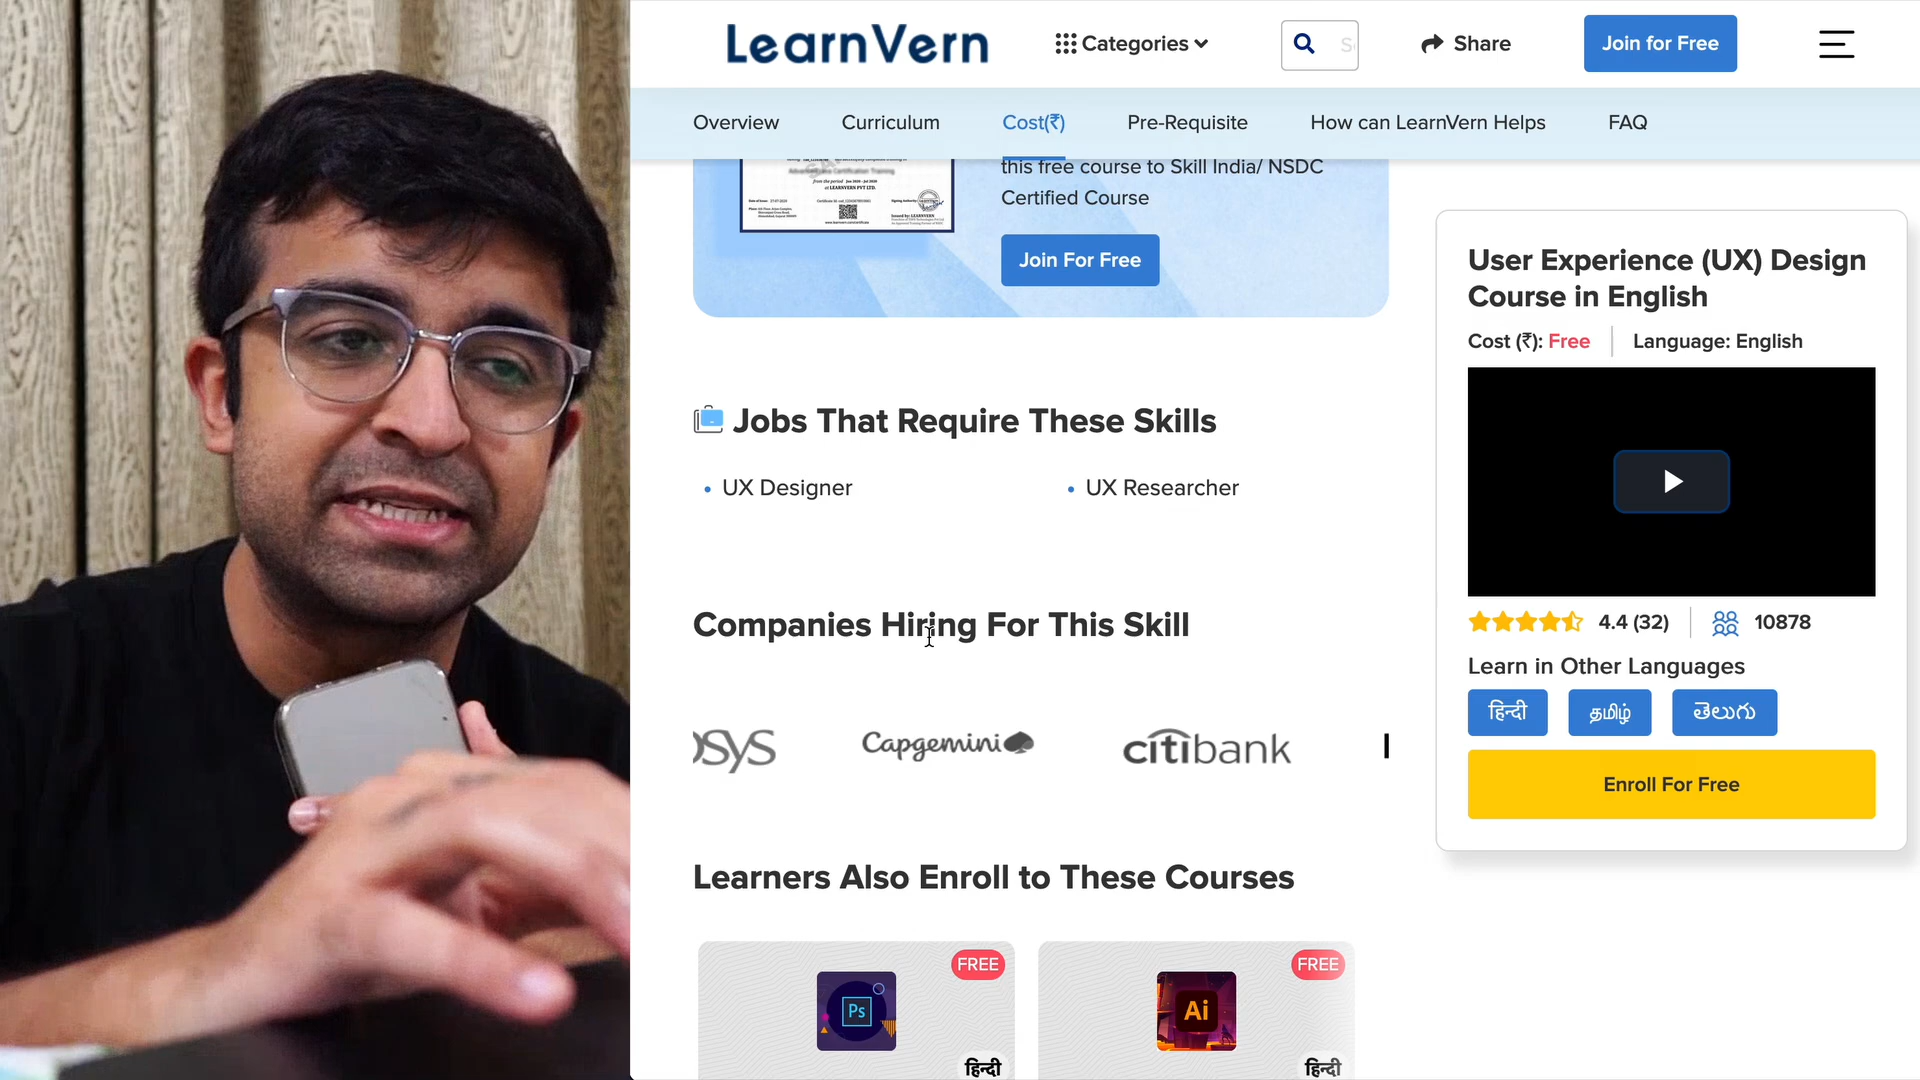 LearnVern
Categories
Share
Join for Free
Overview
Curriculum
Cost(₹)
Pre-Requisite
How can LearnVern Helps
FAQ
this free course to Skill India/ NSDC
Certified Course
Join For Free
Jobs That Require These Skills
• UX Designer
• UX Researcher
Companies Hiring For This Skill
Capgemini
citibank
Learners Also Enroll to These Courses
FREE
Ps
हिन्दी
FREE
Ai
हिन्दी
User Experience (UX) Design
Course in English
Cost (₹): Free
Language: English
4.4 (32)
10878
Learn in Other Languages
हिन्दी
தமிழ்
తెలుగు
Enroll For Free